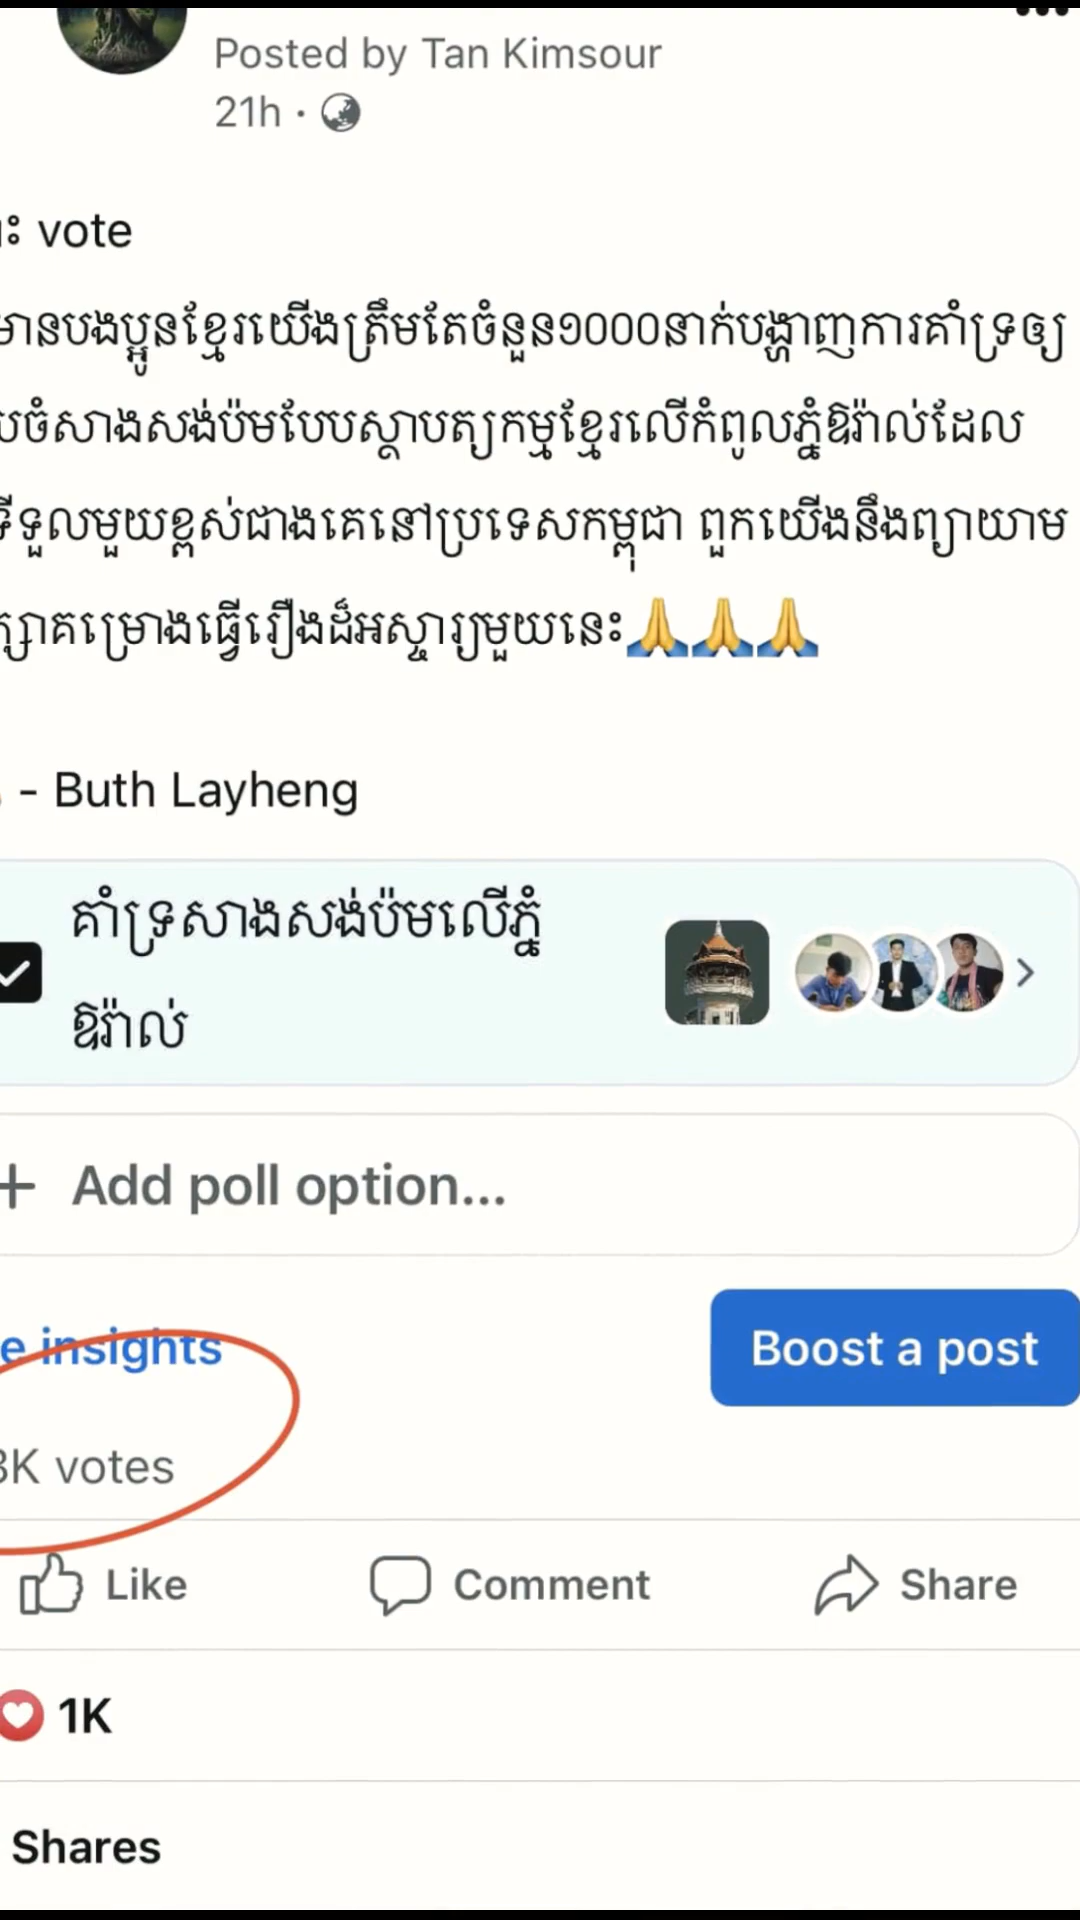 Posted by Tan Kimsour
21h ·
vote
បងប្អូនខ្មែរយើងត្រឹមតែចំនួន១០០០នាក់បង្ហាញការគាំទ្រឲ្យ
ចំសាងសង់ប៉មបែបស្ថាបត្យកម្មខ្មែរលើកំពូលភ្នំឱរ៉ាល់ដែល
ទីទួលមួយខ្ពស់ជាងគេនៅប្រទេសកម្ពុជា ពួកយើងនឹងព្យាយាម
គម្រោងធ្វើរឿងដ៏អស្ចារ្យមួយនេះ🙏🙏🙏
- Buth Layheng
គាំទ្រសាងសង់ប៉មលើភ្នំ
ឱរ៉ាល់
+ Add poll option...
insights
Boost a post
votes
Like
Comment
Share
1K
Shares